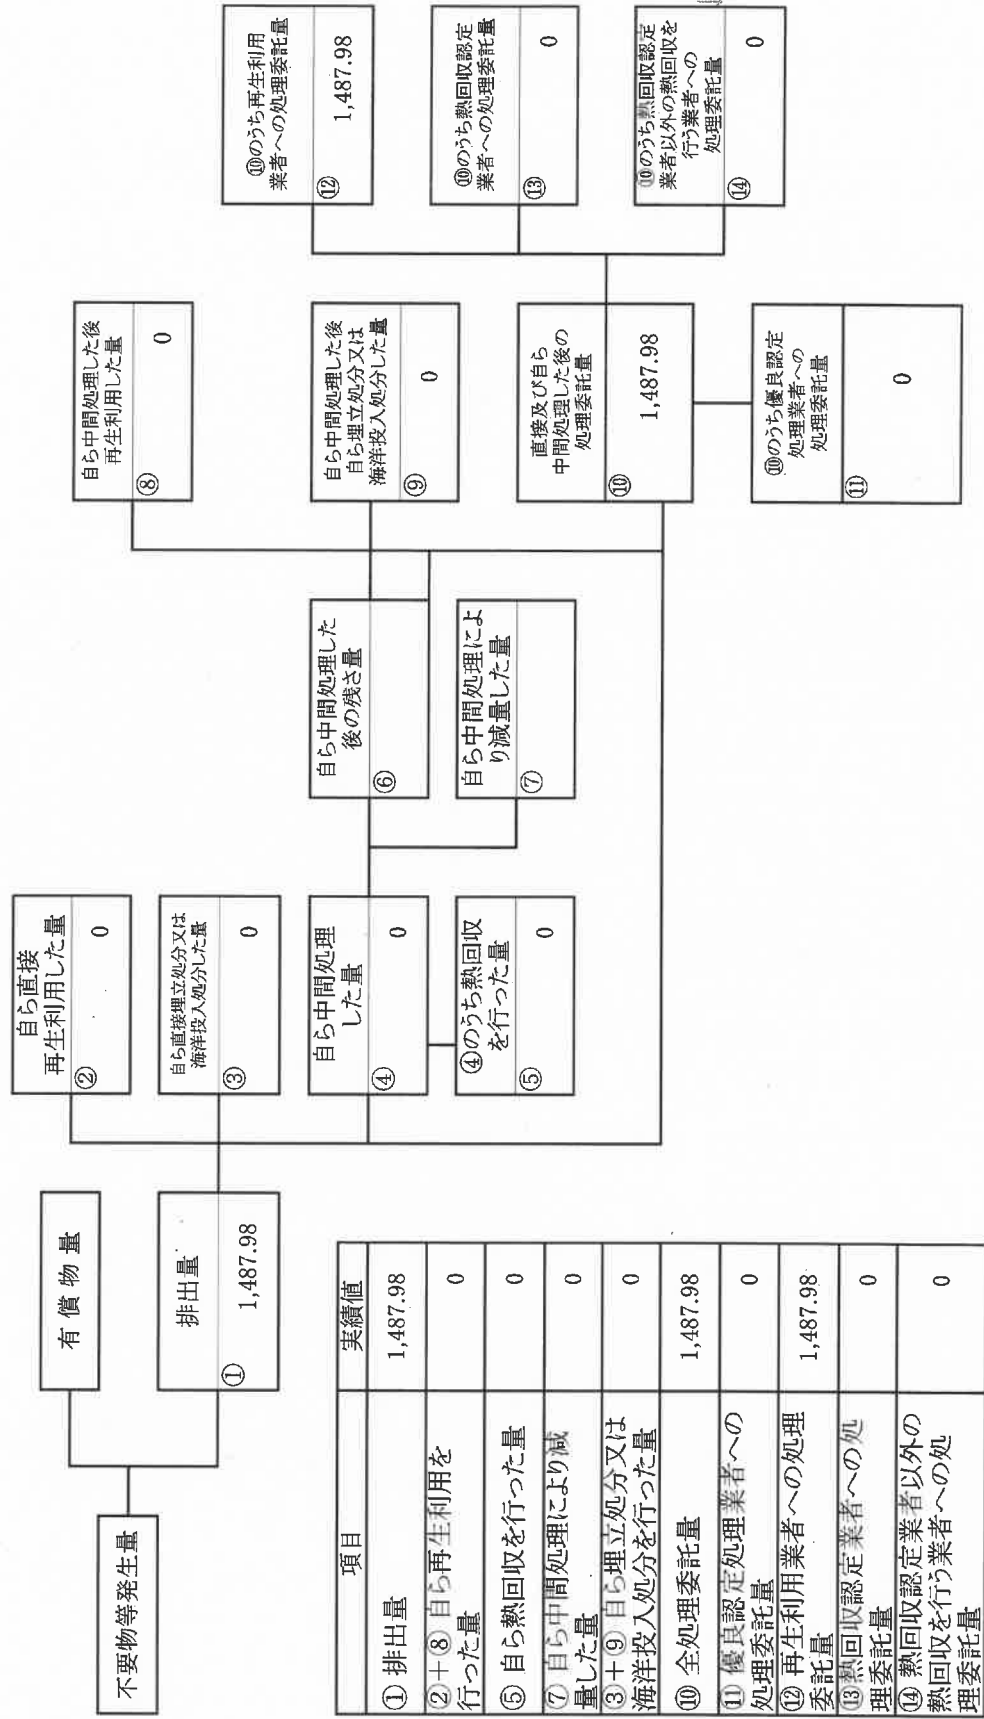 不要物等発生量
有償物量
排出量
①
1,487.98
自ら直接
再生利用した量
②
0
自ら直接埋立処分又は
海洋投入処分した量
③
0
自ら中間処理
した量
④
0
④のうち熱回収
を行った量
⑤
0
自ら中間処理した
後の残さ量
⑥
自ら中間処理によ
り減量した量
⑦
自ら中間処理した後
再生利用した量
⑧
0
自ら中間処理した後
自ら埋立処分又は
海洋投入処分した量
⑨
0
直接及び自ら
中間処理した後の
処理委託量
⑩
1,487.98
⑩のうち優良認定
処理業者への
処理委託量
⑪
0
⑩のうち再生利用
業者への処理委託量
⑫
1,487.98
⑩のうち熱回収認定
業者への処理委託量
⑬
0
⑩のうち熱回収認定
業者以外の熱回収を
行う業者への
処理委託量
⑭
0
項目 実績値
①排出量 1,487.98
②+⑧自ら再生利用を
行った量 0
⑤自ら熱回収を行った量 0
⑦自ら中間処理により減
量した量 0
③+⑨自ら埋立処分又は
海洋投入処分を行った量 0
⑩全処理委託量 1,487.98
⑪優良認定処理業者への
処理委託量 0
⑫再生利用業者への処理
委託量 1,487.98
⑬熱回収認定業者への処
理委託量 0
⑭熱回収認定業者以外の
熱回収を行う業者への処
理委託量 0